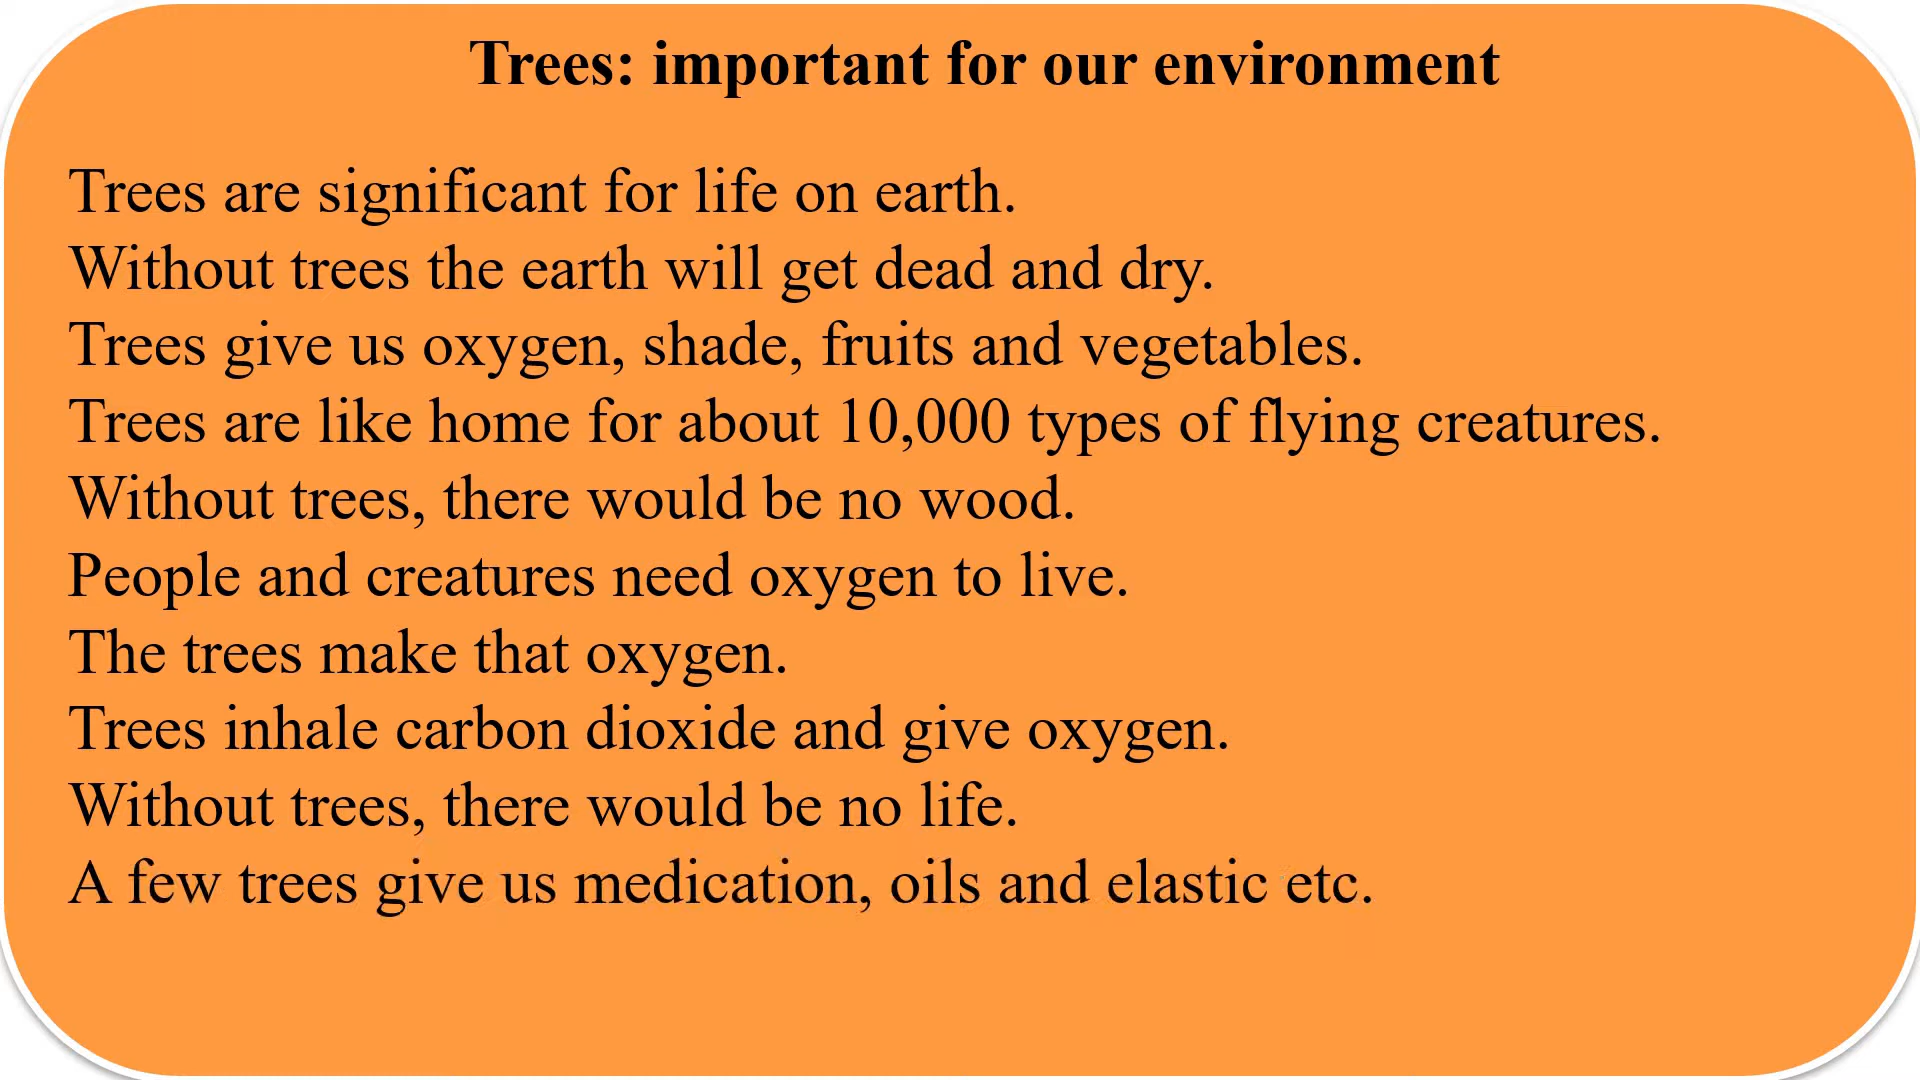 Trees: important for our environment
Trees are significant for life on earth.
Without trees the earth will get dead and dry.
Trees give us oxygen, shade, fruits and vegetables.
Trees are like home for about 10,000 types of flying creatures.
Without trees, there would be no wood.
People and creatures need oxygen to live.
The trees make that oxygen.
Trees inhale carbon dioxide and give oxygen.
Without trees, there would be no life.
A few trees give us medication, oils and elastic etc.